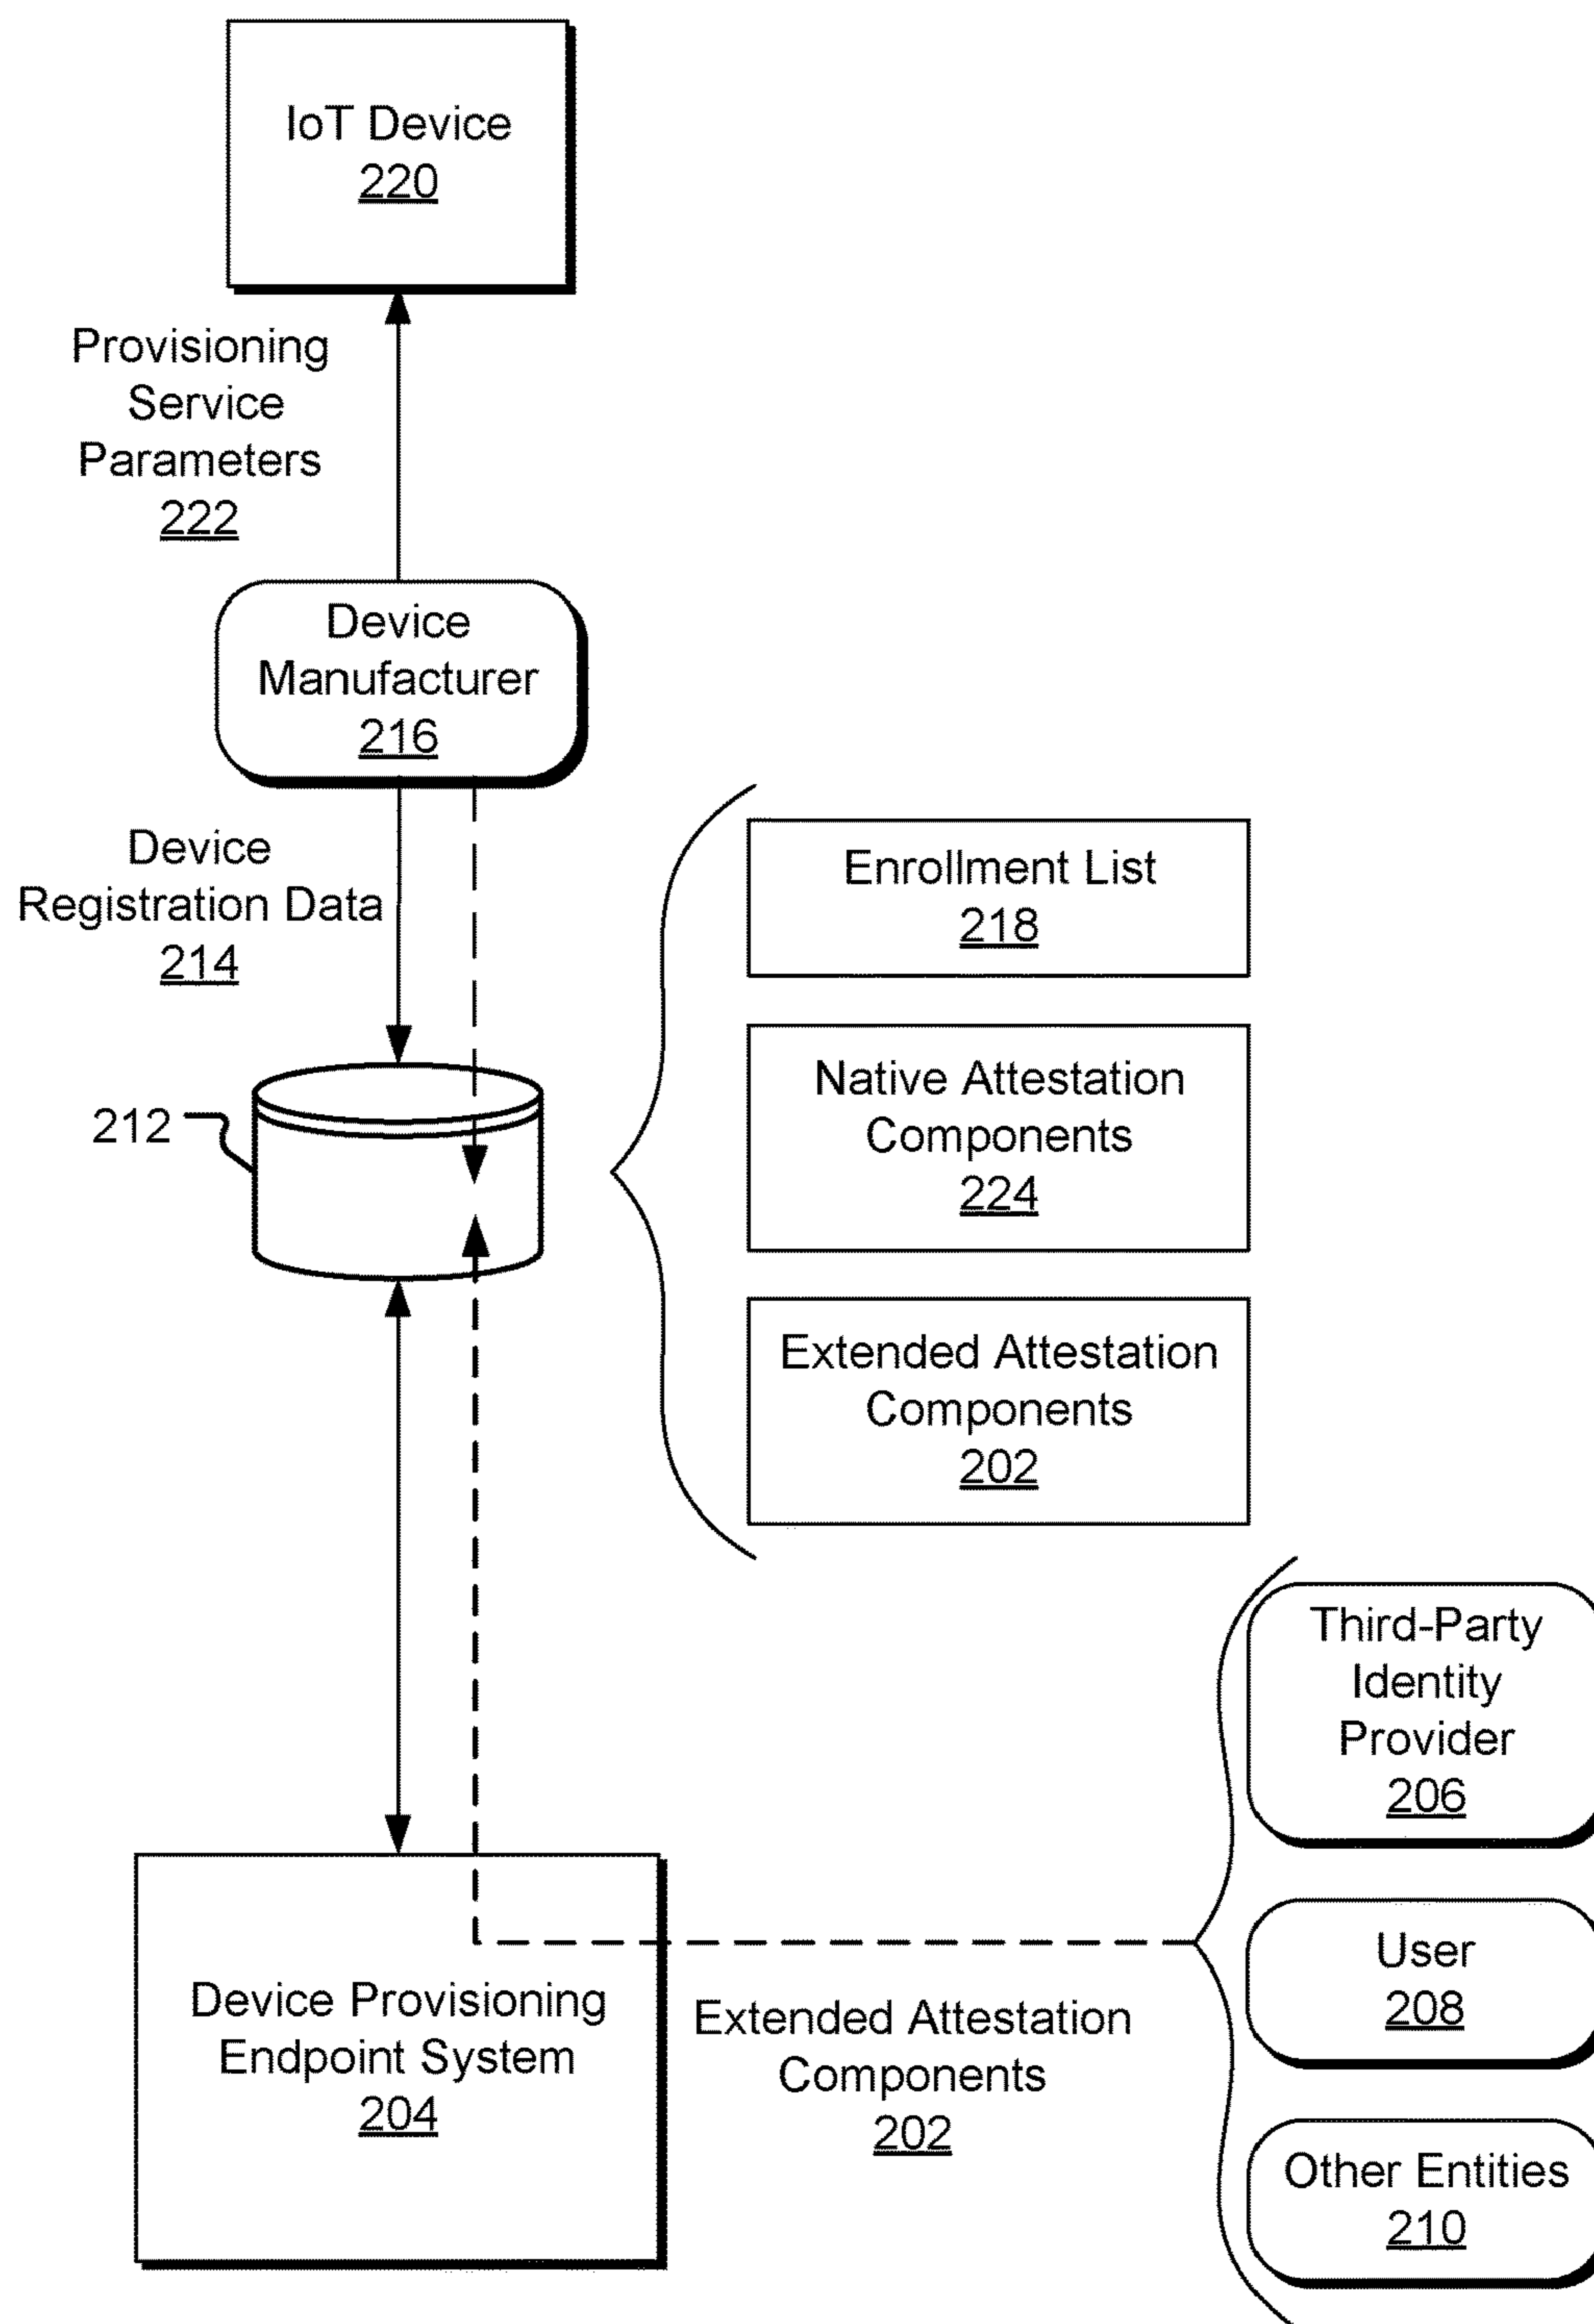 IoT Device
220
Provisioning
Service
Parameters
222
Device
Manufacturer
216
Device
Registration Data
214
212
Enrollment List
218
Native Attestation
Components
224
Extended Attestation
Components
202
Third-Party
Identity
Provider
206
User
208
Other Entities
210
Device Provisioning
Endpoint System
204
Extended Attestation
Components
202